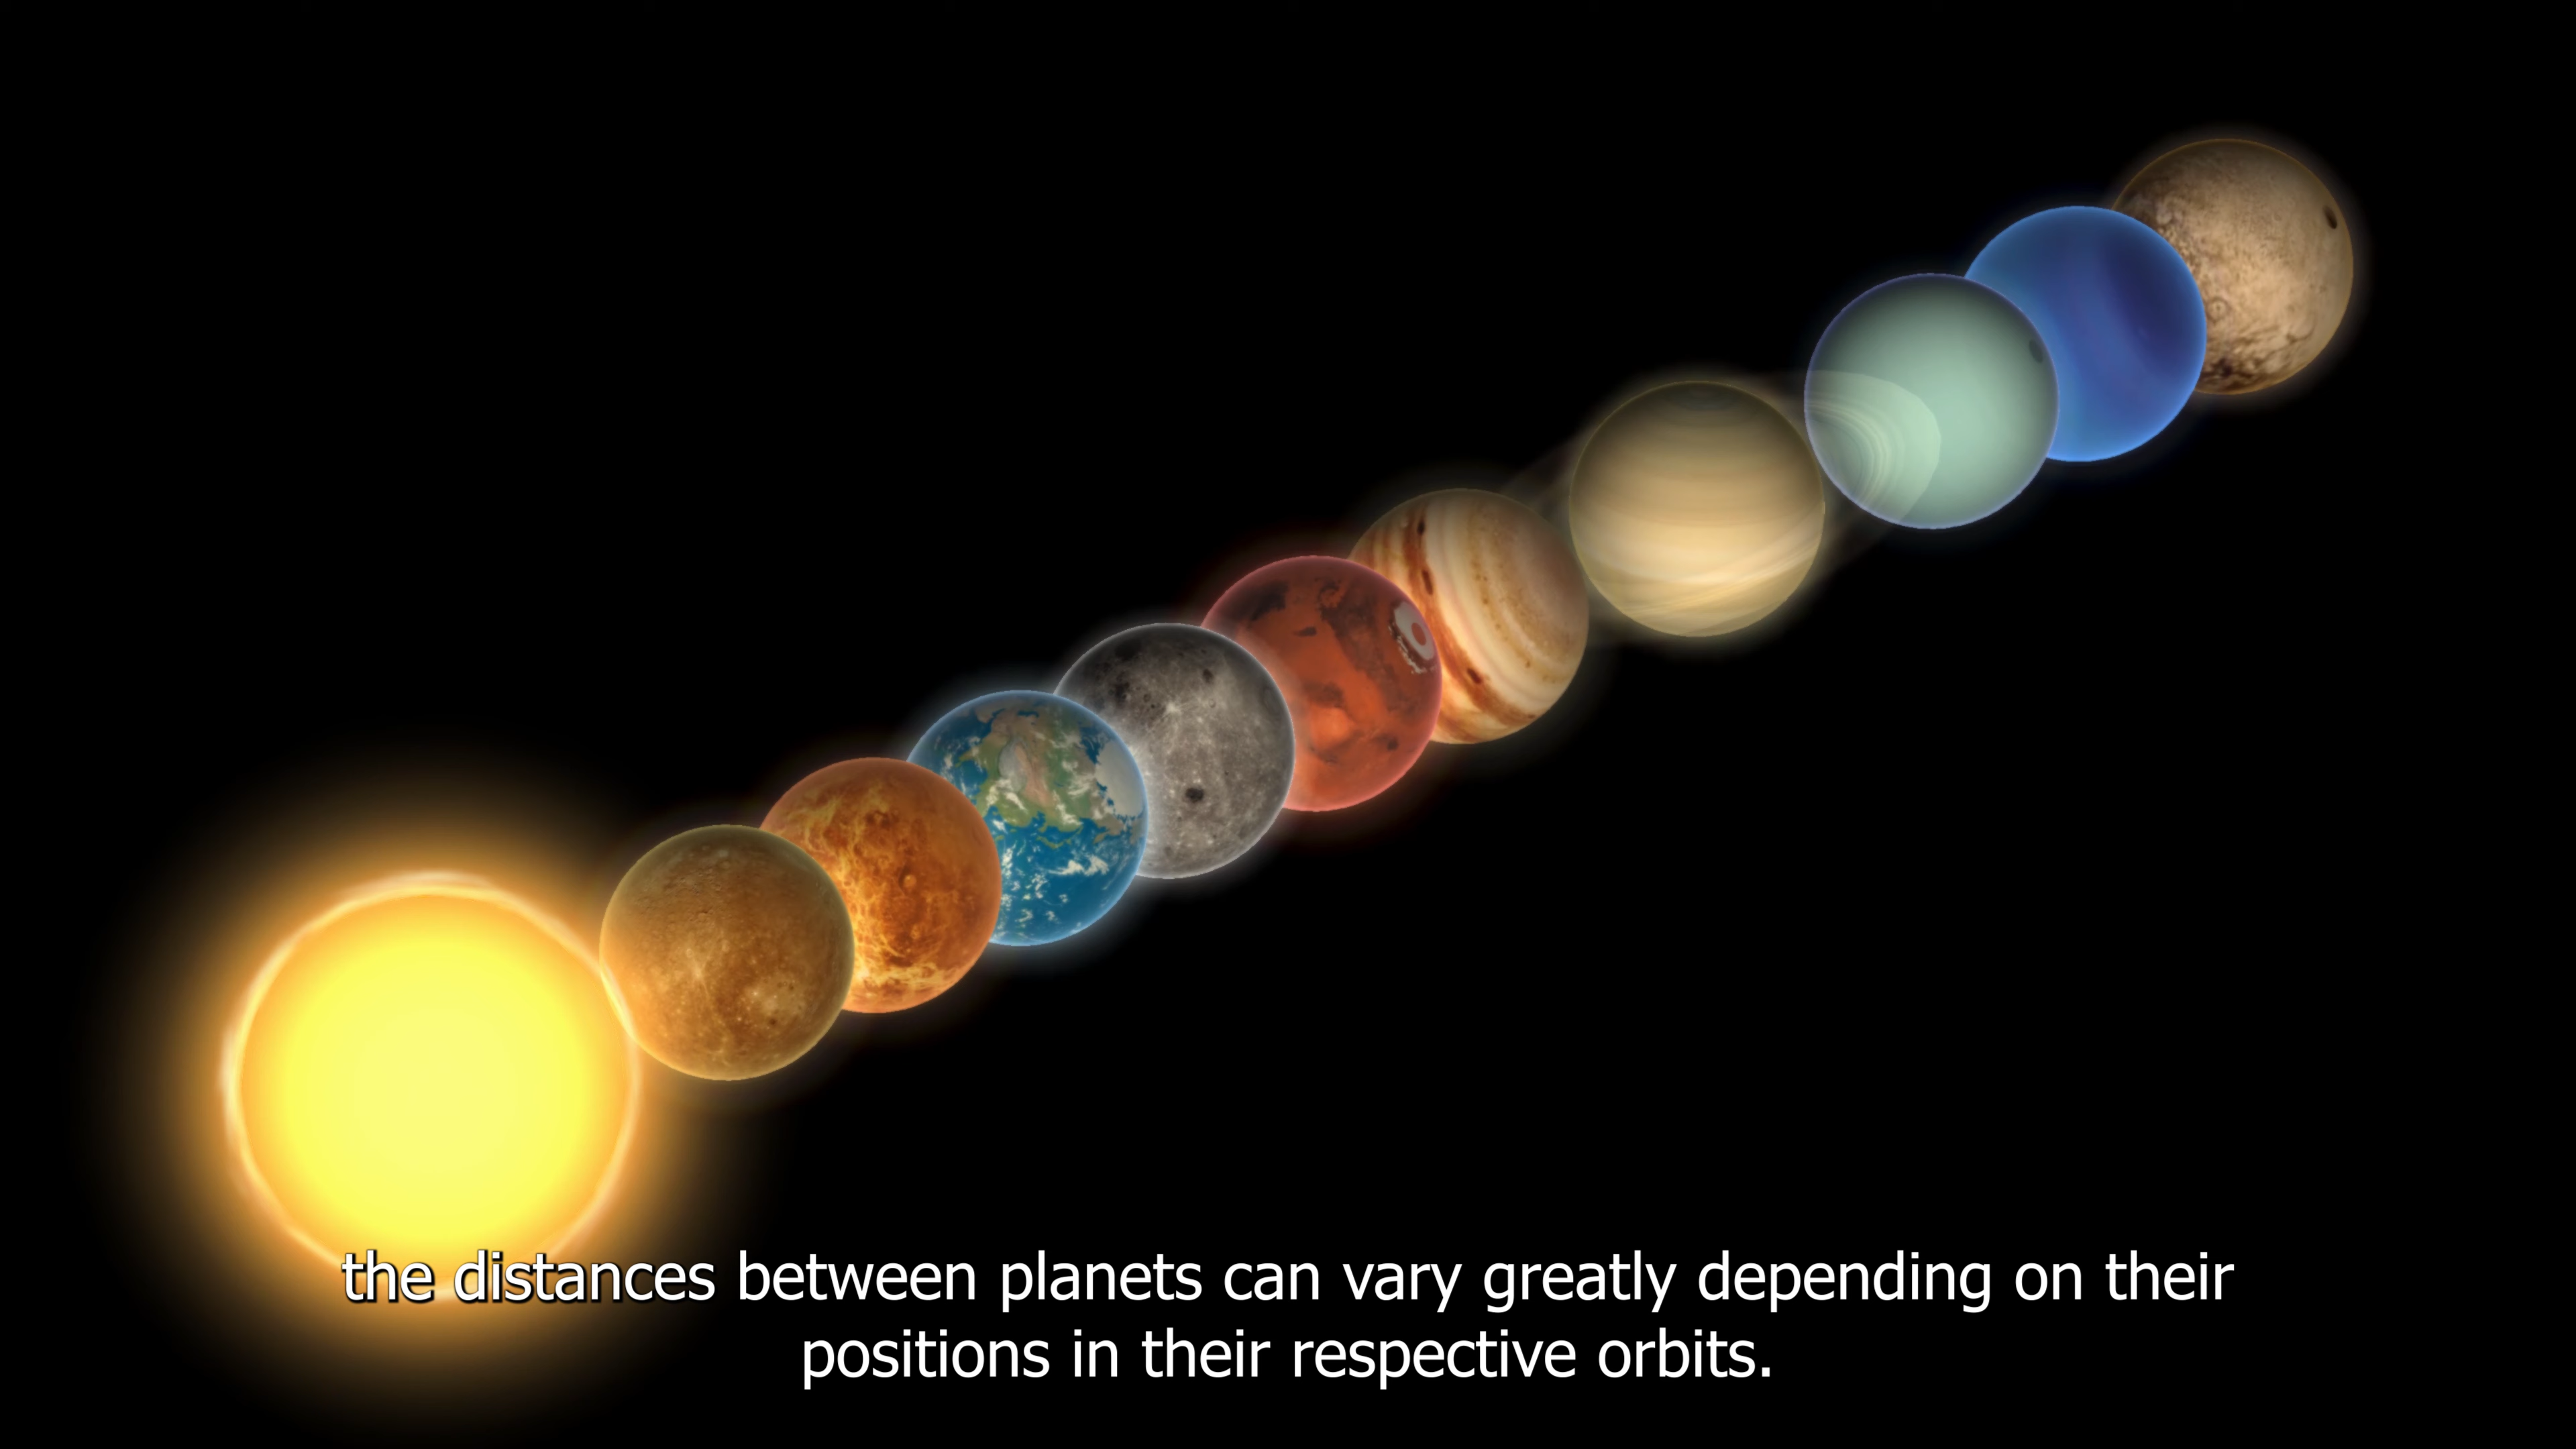 the distances between planets can vary greatly depending on their
positions in their respective orbits.